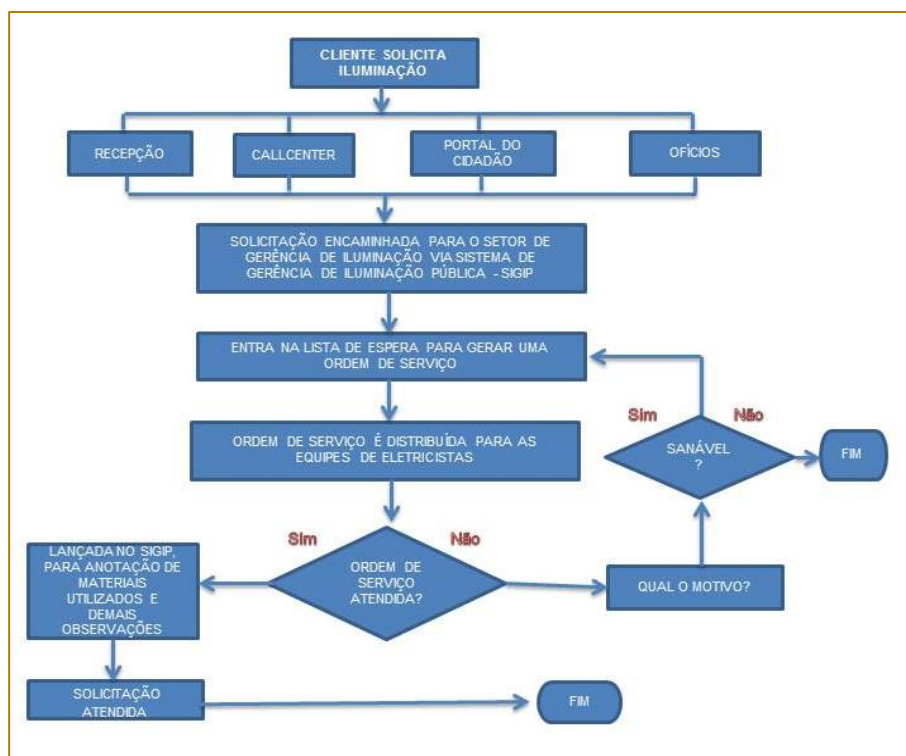 CLIENTE SOLICITA
ILUMINAÇÃO
RECEPÇÃO
CALLCENTER
PORTAL DO
CIDADÃO
OFÍCIOS
SOLICITAÇÃO ENCAMINHADA PARA O SETOR DE
GERÊNCIA DE ILUMINAÇÃO VIA SISTEMA DE
GERÊNCIA DE ILUMINAÇÃO PÚBLICA - SIGIP
ENTRA NA LISTA DE ESPERA PARA GERAR UMA
ORDEM DE SERVIÇO
ORDEM DE SERVIÇO É DISTRIBUÍDA PARA AS
EQUIPES DE ELETRICISTAS
Sim
Não
SANÁVEL
?
FIM
Sim
Não
ORDEM DE
SERVIÇO
ATENDIDA?
QUAL O MOTIVO?
LANÇADA NO SIGIP,
PARA ANOTAÇÃO DE
MATERIAIS
UTILIZADOS E
DEMAIS
OBSERVAÇÕES
SOLICITAÇÃO
ATENDIDA
FIM